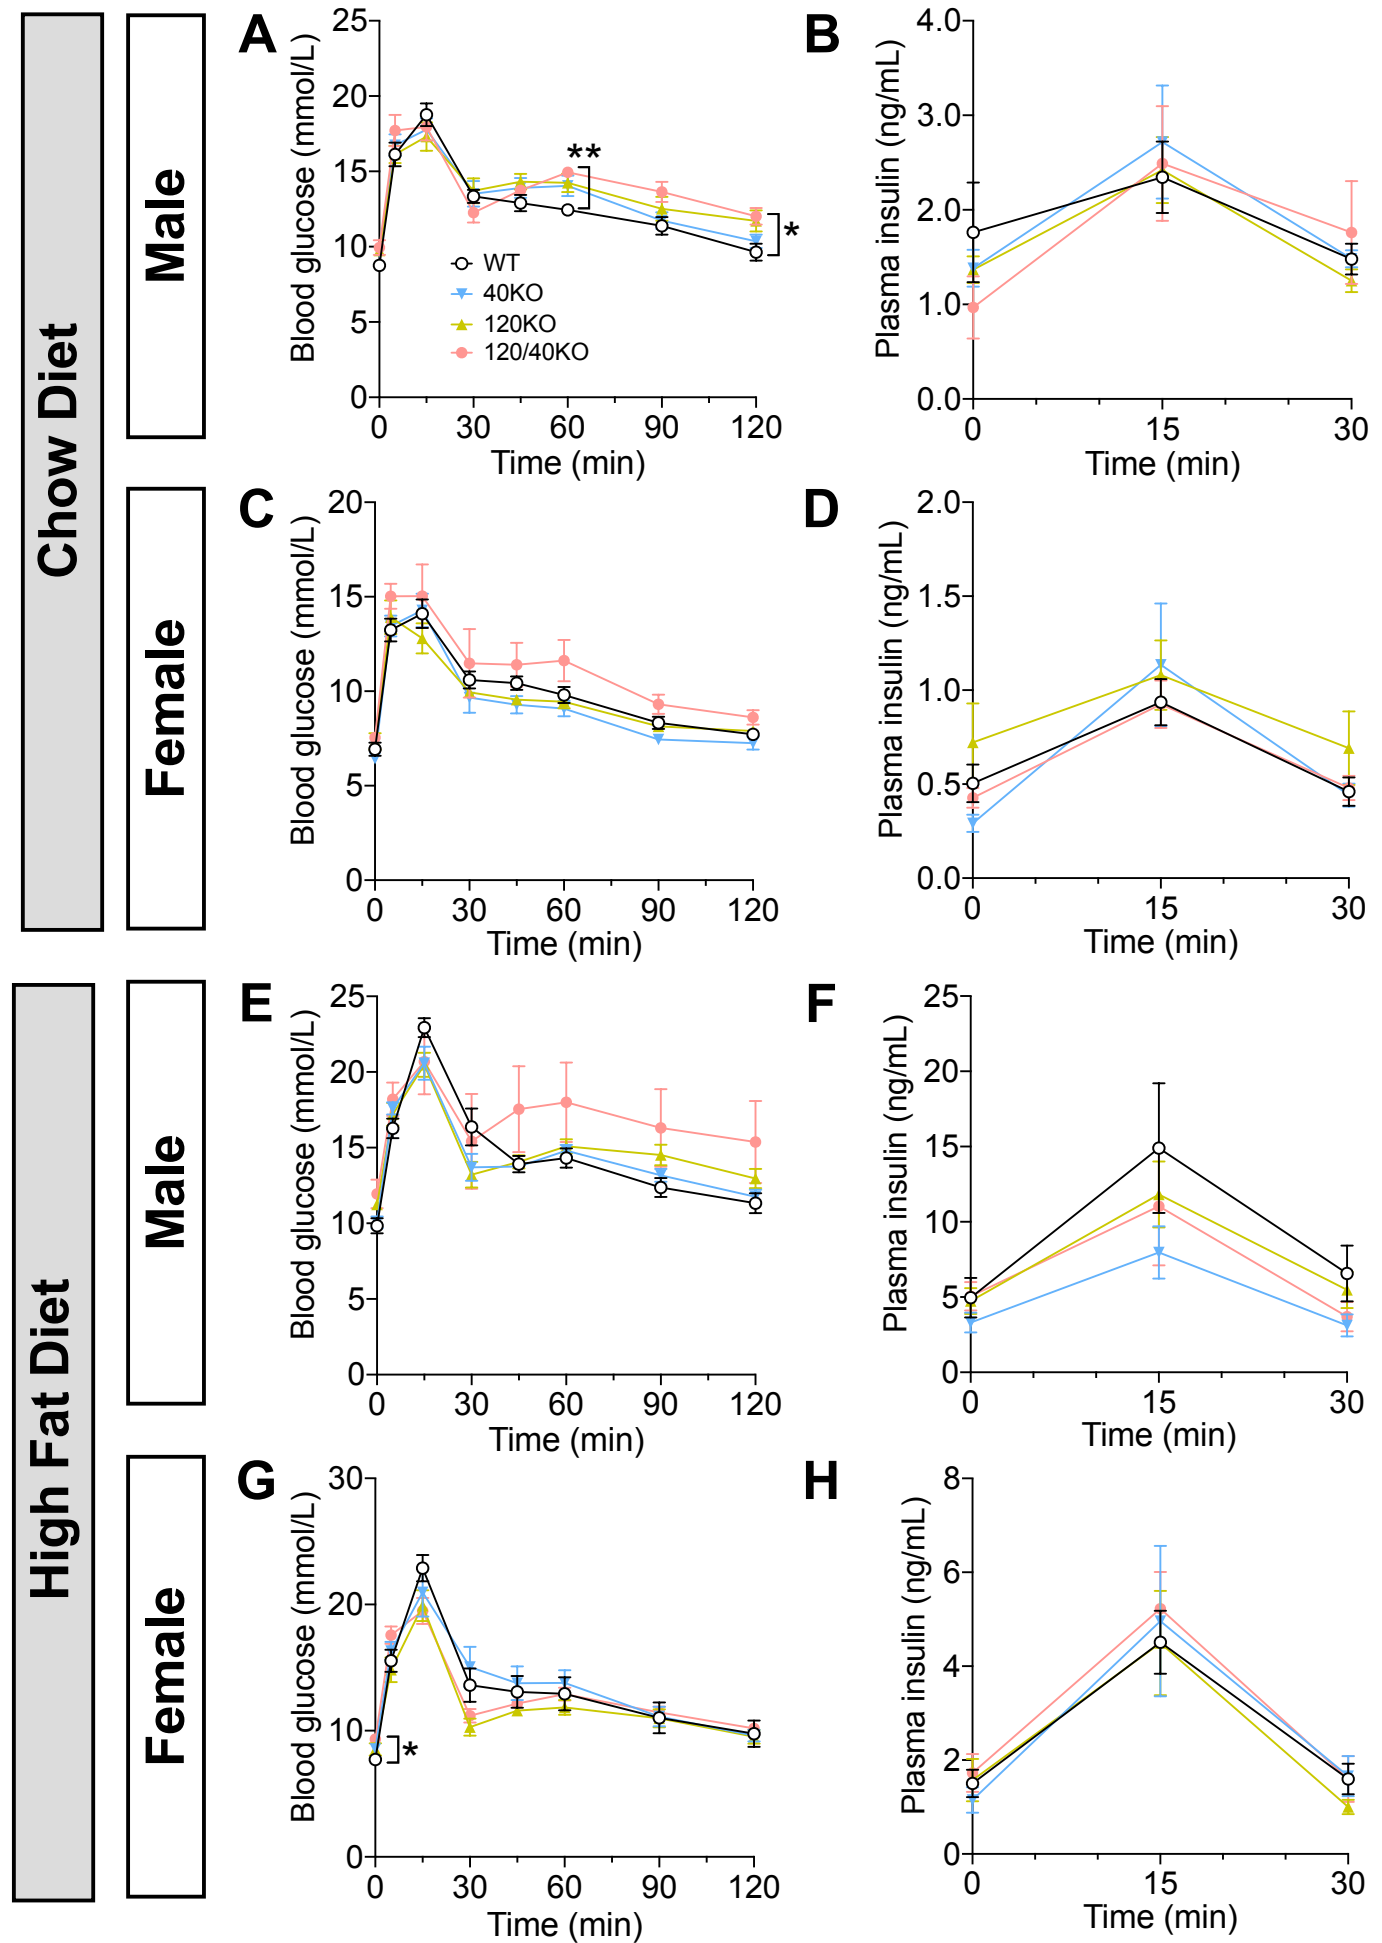 Chow Diet
Male
A
Blood glucose (mmol/L)
25
20
15
10
5
0
**
*
WT
40KO
120KO
120/40KO
0 30 60 90 120
Time (min)
B
Plasma insulin (ng/mL)
4.0
3.0
2.0
1.0
0.0
0 15 30
Time (min)
Female
C
Blood glucose (mmol/L)
20
15
10
5
0
0 30 60 90 120
Time (min)
D
Plasma insulin (ng/mL)
2.0
1.5
1.0
0.5
0.0
0 15 30
Time (min)
High Fat Diet
Male
E
Blood glucose (mmol/L)
25
20
15
10
5
0
0 30 60 90 120
Time (min)
F
Plasma insulin (ng/mL)
25
20
15
10
5
0
0 15 30
Time (min)
Female
G
Blood glucose (mmol/L)
30
20
10
0
*
0 30 60 90 120
Time (min)
H
Plasma insulin (ng/mL)
8
6
4
2
0
0 15 30
Time (min)